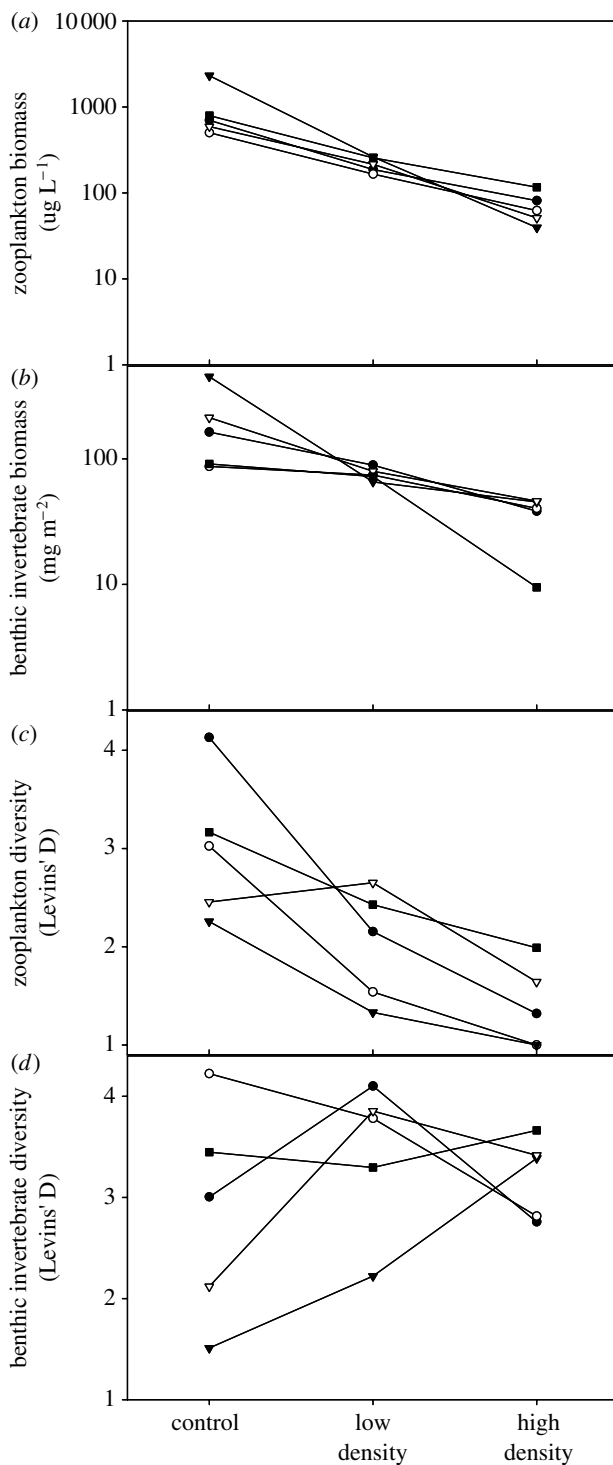 (a)
10 000
1000
100
10
1
zooplankton biomass
(ug L−1)
(b)
100
10
1
benthic invertebrate biomass
(mg m−2)
(c)
4
3
2
1
zooplankton diversity
(Levins' D)
(d)
4
3
2
1
benthic invertebrate diversity
(Levins' D)
control
low
density
high
density